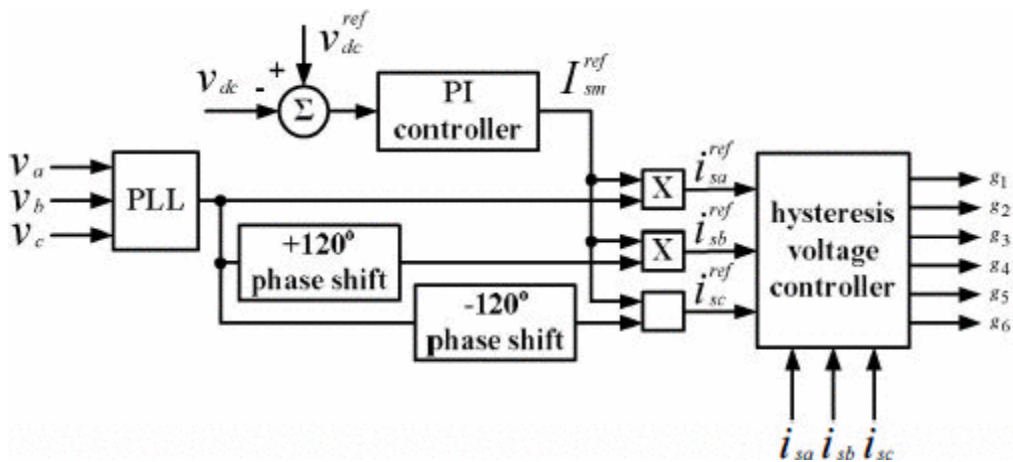 v_dc^ref
v_dc - +
Σ
PI
controller
I_sm^ref
v_a
v_b
v_c
PLL
+120°
phase shift
-120°
phase shift
X
X
i_sa^ref
i_sb^ref
i_sc^ref
hysteresis
voltage
controller
g_1
g_2
g_3
g_4
g_5
g_6
i_sa i_sb i_sc